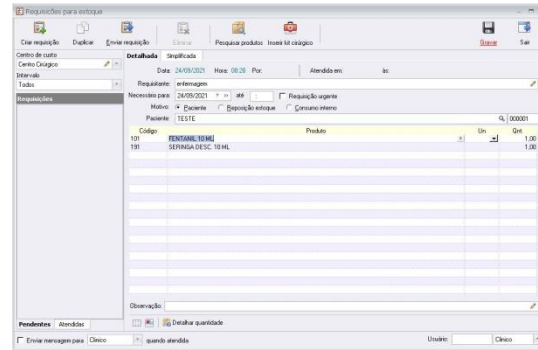 Requisições para estoque
Criar requisição Duplicar Enviar requisição Eliminar Pesquisar produtos Inserir kit cirúrgico Gravar Sair
Centro de custo
Centro Cirúrgico
Intervalo
Todos
Requisições
Detalhada Simplificada
Data: 24/09/2021 Hora: 08:28 Por: Atendida em: às:
Requisitante: enfermagem
Necessário para: 24/09/2021 até : Requisição urgente
Motivo: Paciente Reposição estoque Consumo interno
Paciente: TESTE 000001
Código Produto Un Qnt
101 FENTANIL 10 ML 1,00
191 SERINGA DESC. 10 ML 1,00
Observação
Pendentes Atendidas
Detalhar quantidade
Enviar mensagem para Clínico quando atendida Usuário: Clínico